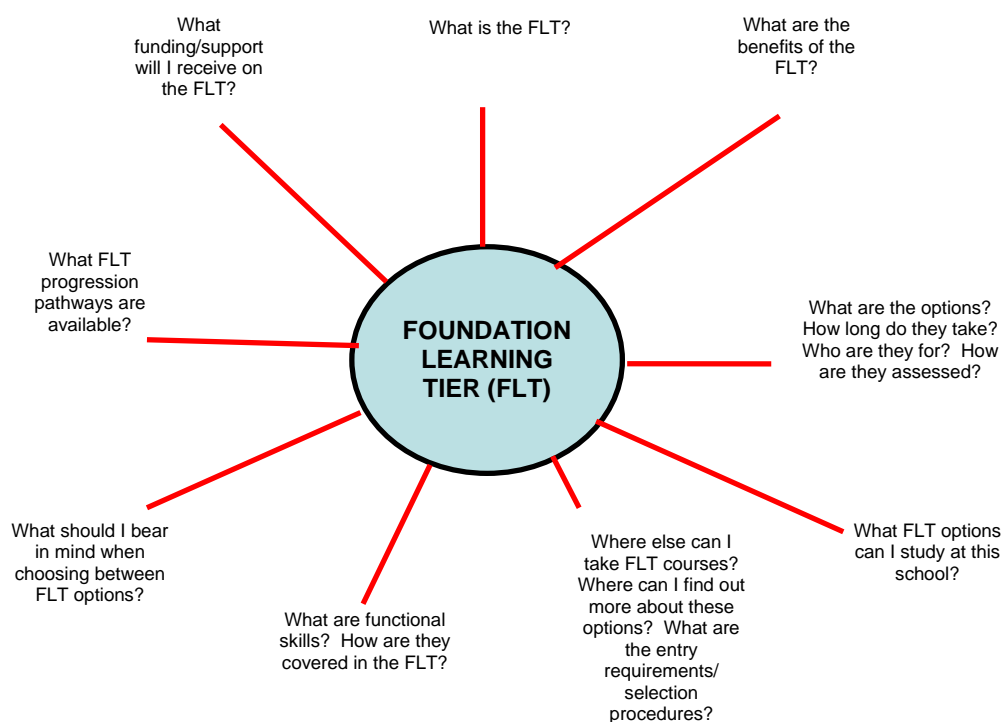 What
funding/support
will I receive on
the FLT?
What is the FLT?
What are the
benefits of the
FLT?
What FLT
progression
pathways are
available?
FOUNDATION
LEARNING
TIER (FLT)
What are the options?
How long do they take?
Who are they for?  How
are they assessed?
What should I bear
in mind when
choosing between
FLT options?
What are functional
skills?  How are they
covered in the FLT?
Where else can I
take FLT courses?
Where can I find out
more about these
options?  What are
the entry
requirements/
selection
procedures?
What FLT options
can I study at this
school?